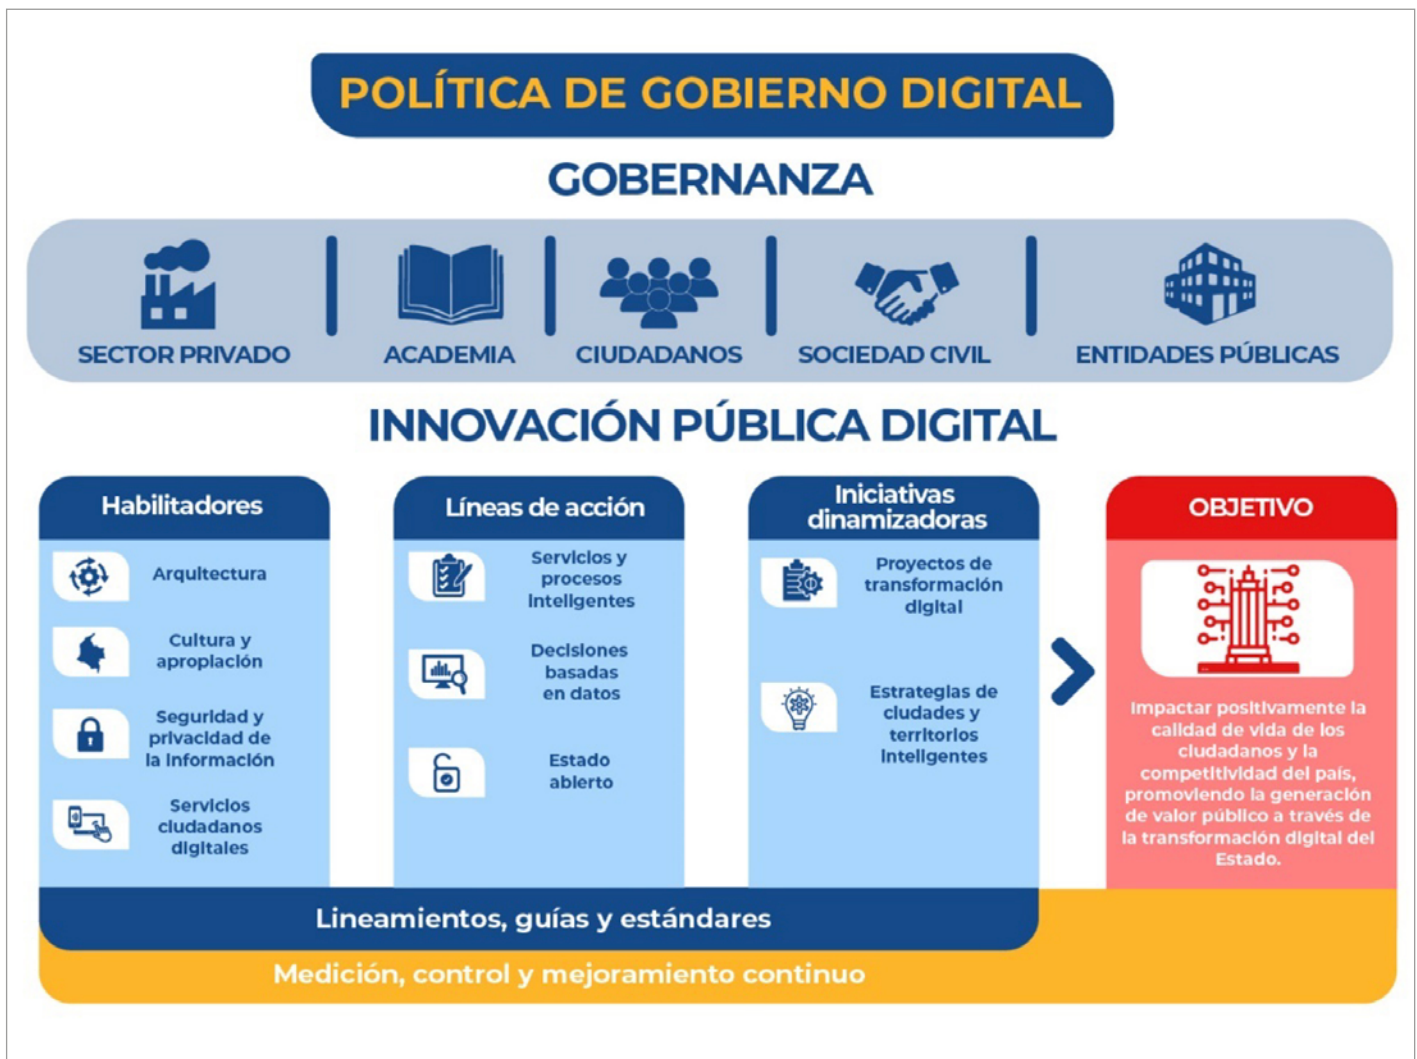 POLÍTICA DE GOBIERNO DIGITAL
GOBERNANZA
SECTOR PRIVADO
ACADEMIA
CIUDADANOS
SOCIEDAD CIVIL
ENTIDADES PÚBLICAS
INNOVACIÓN PÚBLICA DIGITAL
Habilitadores
Arquitectura
Cultura y
apropiación
Seguridad y
privacidad de
la información
Servicios
ciudadanos
digitales
Líneas de acción
Servicios y
procesos
inteligentes
Decisiones
basadas
en datos
Estado
abierto
Iniciativas
dinamizadoras
Proyectos de
transformación
digital
Estrategias de
ciudades y
territorios
inteligentes
OBJETIVO
Impactar positivamente la
calidad de vida de los
ciudadanos y la
competitividad del país,
promoviendo la generación
de valor público a través de
la transformación digital del
Estado.
Lineamientos, guías y estándares
Medición, control y mejoramiento continuo